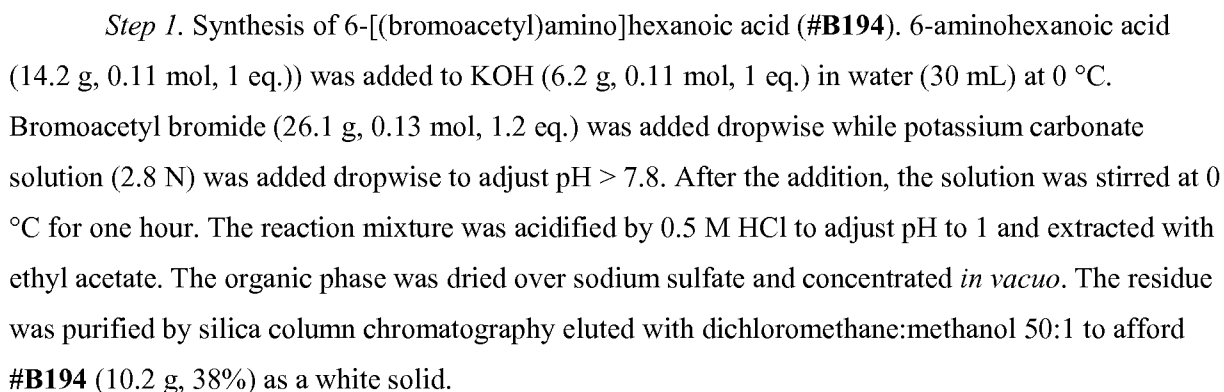 Step 1. Synthesis of 6-[(bromoacetyl)amino]hexanoic acid (#B194). 6-aminohexanoic acid
(14.2 g, 0.11 mol, 1 eq.)) was added to KOH (6.2 g, 0.11 mol, 1 eq.) in water (30 mL) at 0 °C.
Bromoacetyl bromide (26.1 g, 0.13 mol, 1.2 eq.) was added dropwise while potassium carbonate
solution (2.8 N) was added dropwise to adjust pH > 7.8. After the addition, the solution was stirred at 0
°C for one hour. The reaction mixture was acidified by 0.5 M HCl to adjust pH to 1 and extracted with
ethyl acetate. The organic phase was dried over sodium sulfate and concentrated in vacuo. The residue
was purified by silica column chromatography eluted with dichloromethane:methanol 50:1 to afford
#B194 (10.2 g, 38%) as a white solid.